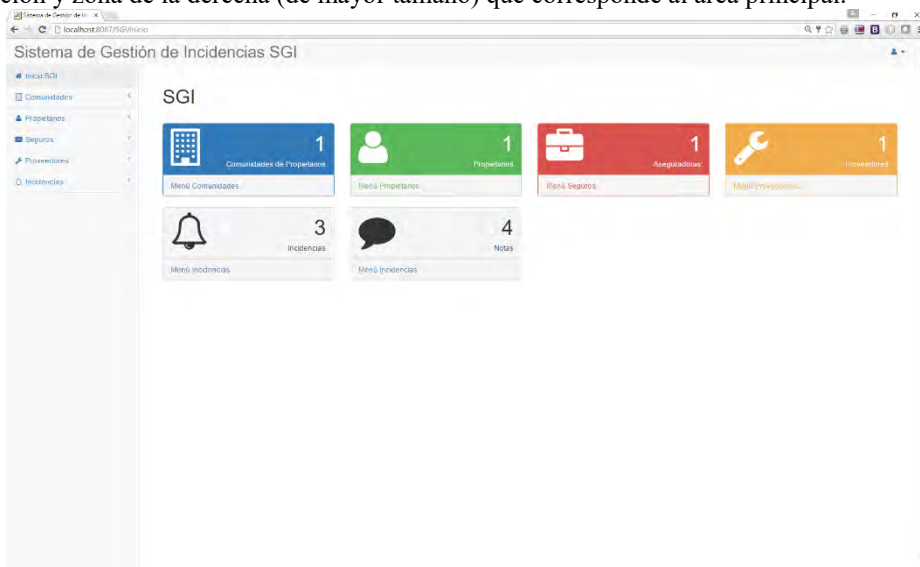 ción y zona de la derecha (de mayor tamaño) que corresponde al área principal.
Sistema de Gestión de In
localhost:8087/SGI/inicio
Sistema de Gestión de Incidencias SGI
Inicio SGI
Comunidades
Propietarios
Seguros
Proveedores
Incidencias
SGI
1
Comunidades de Propietarios
Menú Comunidades
1
Propietarios
Menú Propietarios
1
Aseguradoras
Menú Seguros
1
Proveedores
Menú Proveedores
3
Incidencias
Menú Incidencias
4
Notas
Menú Incidencias